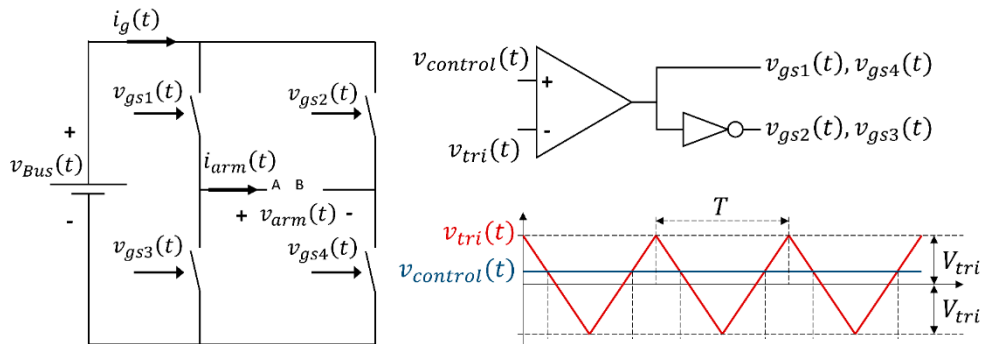 i_g(t)
v_gs1(t)
v_gs2(t)
+
v_Bus(t)
-
i_arm(t)
A B
+ v_arm(t) -
v_gs3(t)
v_gs4(t)
v_control(t)
+
-
v_tri(t)
v_gs1(t), v_gs4(t)
v_gs2(t), v_gs3(t)
T
v_tri(t)
v_control(t)
V_tri
V_tri